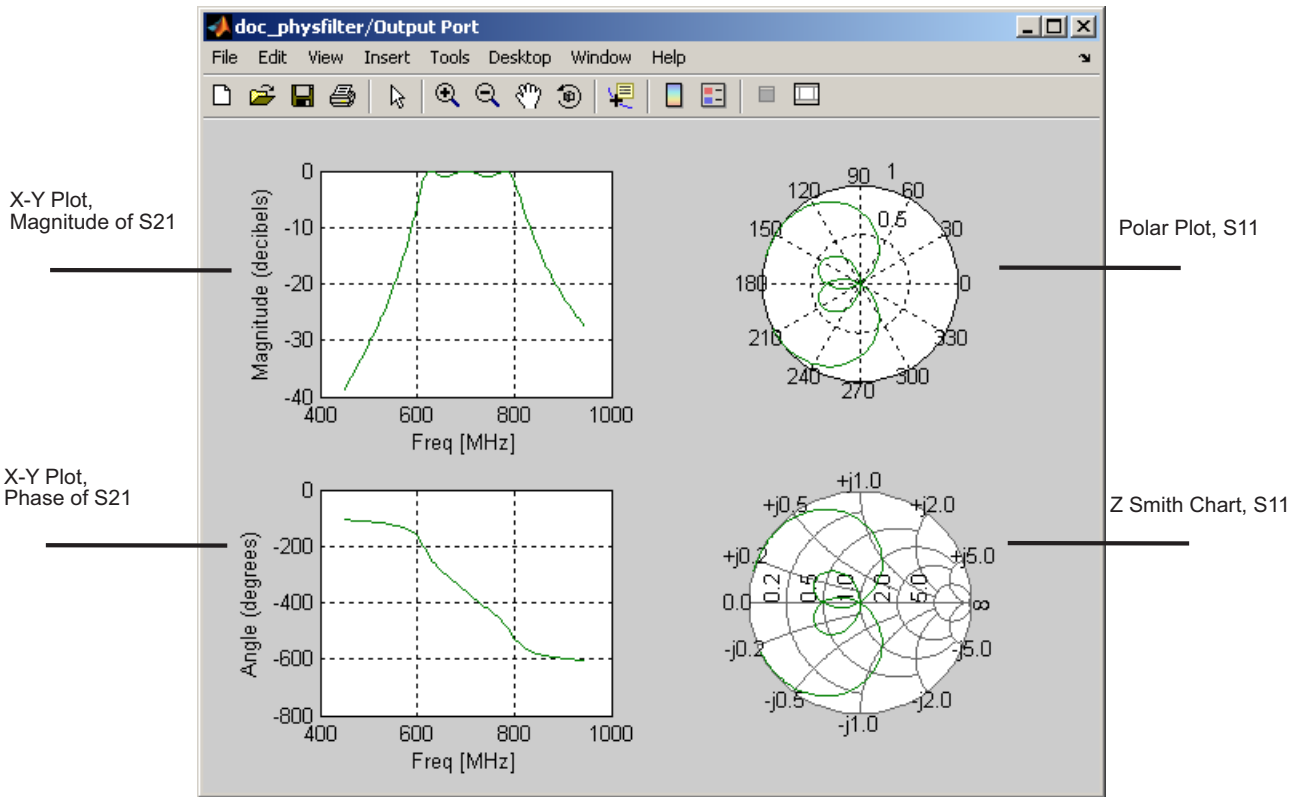 doc_physfilter/Output Port
File Edit View Insert Tools Desktop Window Help
X-Y Plot,
Magnitude of S21
Magnitude (decibels)
0
-10
-20
-30
-40
400 600 800 1000
Freq [MHz]
Polar Plot, S11
90 1
120 60
0.5
150 30
180 0
210 330
240 300
270
X-Y Plot,
Phase of S21
Angle (degrees)
0
-200
-400
-600
-800
400 600 800 1000
Freq [MHz]
Z Smith Chart, S11
+j1.0
+j0.5 +j2.0
+j0.2 +j5.0
0.0 0.2 0.5 1.0 2.0 5.0 ∞
-j0.2 -j5.0
-j0.5 -j2.0
-j1.0